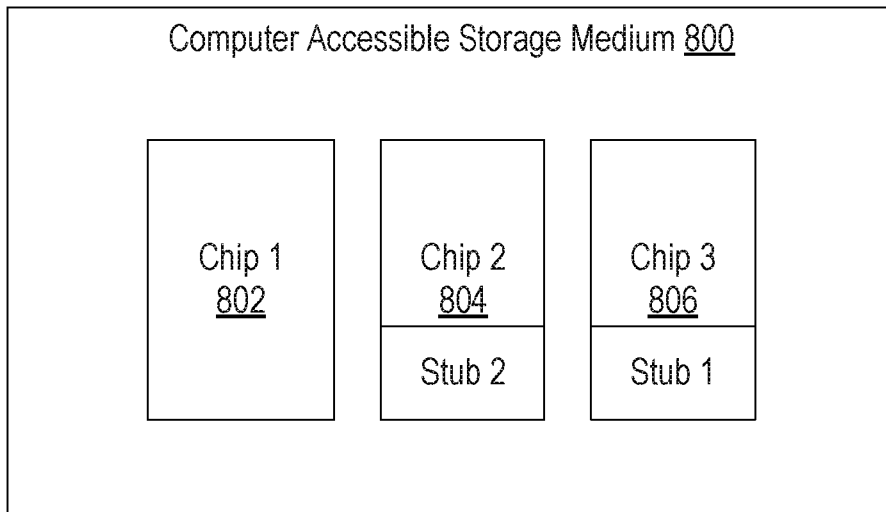 Computer Accessible Storage Medium 800
Chip 1
802
Chip 2
804
Stub 2
Chip 3
806
Stub 1